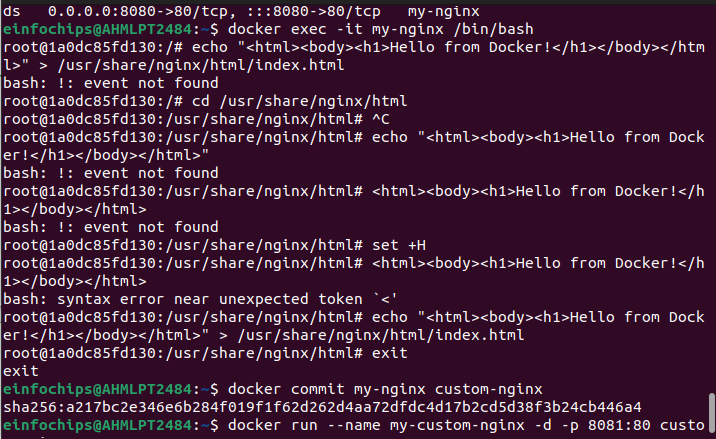 ds   0.0.0.0:8080->80/tcp, :::8080->80/tcp   my-nginx
einfochips@AHMLPT2484:~$ docker exec -it my-nginx /bin/bash
root@1a0dc85fd130:/# echo "<html><body><h1>Hello from Docker!</h1></body></htm
l>" > /usr/share/nginx/html/index.html
bash: !: event not found
root@1a0dc85fd130:/# cd /usr/share/nginx/html
root@1a0dc85fd130:/usr/share/nginx/html# ^C
root@1a0dc85fd130:/usr/share/nginx/html# echo "<html><body><h1>Hello from Dock
er!</h1></body></html>"
bash: !: event not found
root@1a0dc85fd130:/usr/share/nginx/html# <html><body><h1>Hello from Docker!</h
1></body></html>
bash: !: event not found
root@1a0dc85fd130:/usr/share/nginx/html# set +H
root@1a0dc85fd130:/usr/share/nginx/html# <html><body><h1>Hello from Docker!</h
1></body></html>
bash: syntax error near unexpected token `<'
root@1a0dc85fd130:/usr/share/nginx/html# echo "<html><body><h1>Hello from Dock
er!</h1></body></html>" > /usr/share/nginx/html/index.html
root@1a0dc85fd130:/usr/share/nginx/html# exit
exit
einfochips@AHMLPT2484:~$ docker commit my-nginx custom-nginx
sha256:a217bc2e346e6b284f019f1f62d262d4aa72dfdc4d17b2cd5d38f3b24cb446a4
einfochips@AHMLPT2484:~$ docker run --name my-custom-nginx -d -p 8081:80 custo